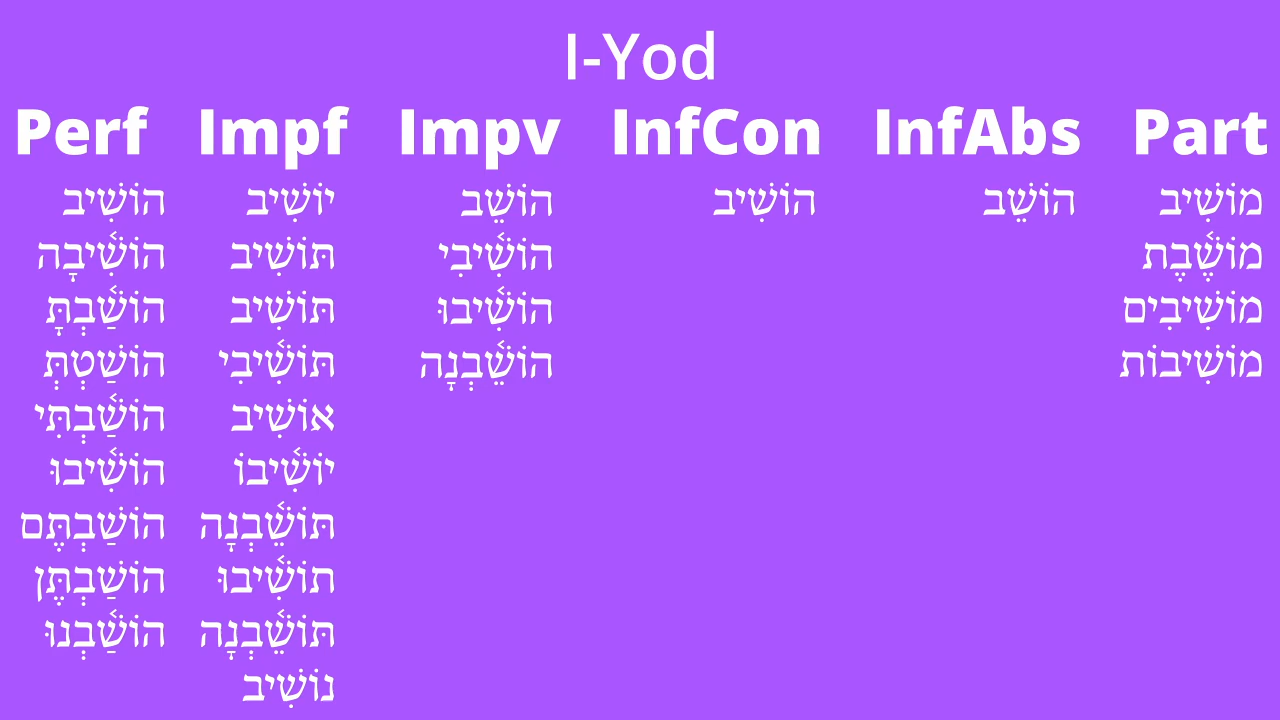 I-Yod
Perf Impf Impv InfCon InfAbs Part
הוֹשִׁיב יוֹשִׁיב הוֹשֵׁב הוֹשִׁיב הוֹשֵׁב מוֹשִׁיב
הוֹשִׁ֫יבָה תּוֹשִׁיב הוֹשִׁ֫יבִי מוֹשֶׁ֫בֶת
הוֹשַׁ֫בְתָּ תּוֹשִׁיב הוֹשִׁ֫יבוּ מוֹשִׁיבִים
הוֹשַׁטְתְּ תּוֹשִׁ֫יבִי הוֹשֵׁ֫בְנָה מוֹשִׁיבוֹת
הוֹשַׁ֫בְתִּי אוֹשִׁיב
הוֹשִׁ֫יבוּ יוֹשִׁ֫יבוֹ
הוֹשַׁבְתֶּם תּוֹשֵׁ֫בְנָה
הוֹשַׁבְתֶּן תוֹשִׁ֫יבוּ
הוֹשַׁ֫בְנוּ תּוֹשֵׁ֫בְנָה
נוֹשִׁיב